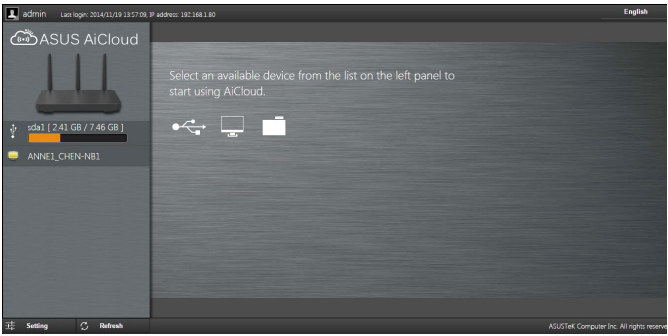 admin Last login: 2014/11/19 13:57:09, IP address: 192.168.1.80 English
ASUS AiCloud
Select an available device from the list on the left panel to
start using AiCloud.
sda1 [ 2.41 GB / 7.46 GB ]
ANNE1_CHEN-NB1
Setting Refresh ASUSTeK Computer Inc. All rights reserve